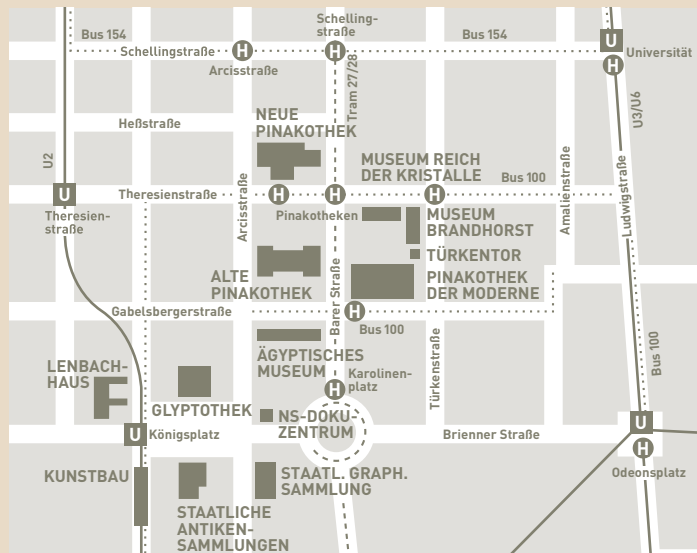 Schelling-
straße
Bus 154
Bus 154
Schellingstraße
H
H
U
H
Universität
Arcisstraße
Tram 27/28
U3/U6
NEUE
PINAKOTHEK
Heßstraße
U2
MUSEUM REICH
DER KRISTALLE
Bus 100
Amalienstraße
Ludwigstraße
U
Theresienstraße
H
H
H
Theresien-
straße
Arcisstraße
Pinakotheken
MUSEUM
BRANDHORST
TÜRKENTOR
ALTE
PINAKOTHEK
Barer Straße
PINAKOTHEK
DER MODERNE
Gabelsbergerstraße
H
Bus 100
Türkenstraße
Bus 100
ÄGYPTISCHES
MUSEUM
LENBACH-
HAUS
Karolinen-
platz
H
GLYPTOTHEK
NS-DOKU-
ZENTRUM
U
Königsplatz
Brienner Straße
U
H
Odeonsplatz
KUNSTBAU
STAATL. GRAPH.
SAMMLUNG
STAATLICHE
ANTIKEN-
SAMMLUNGEN